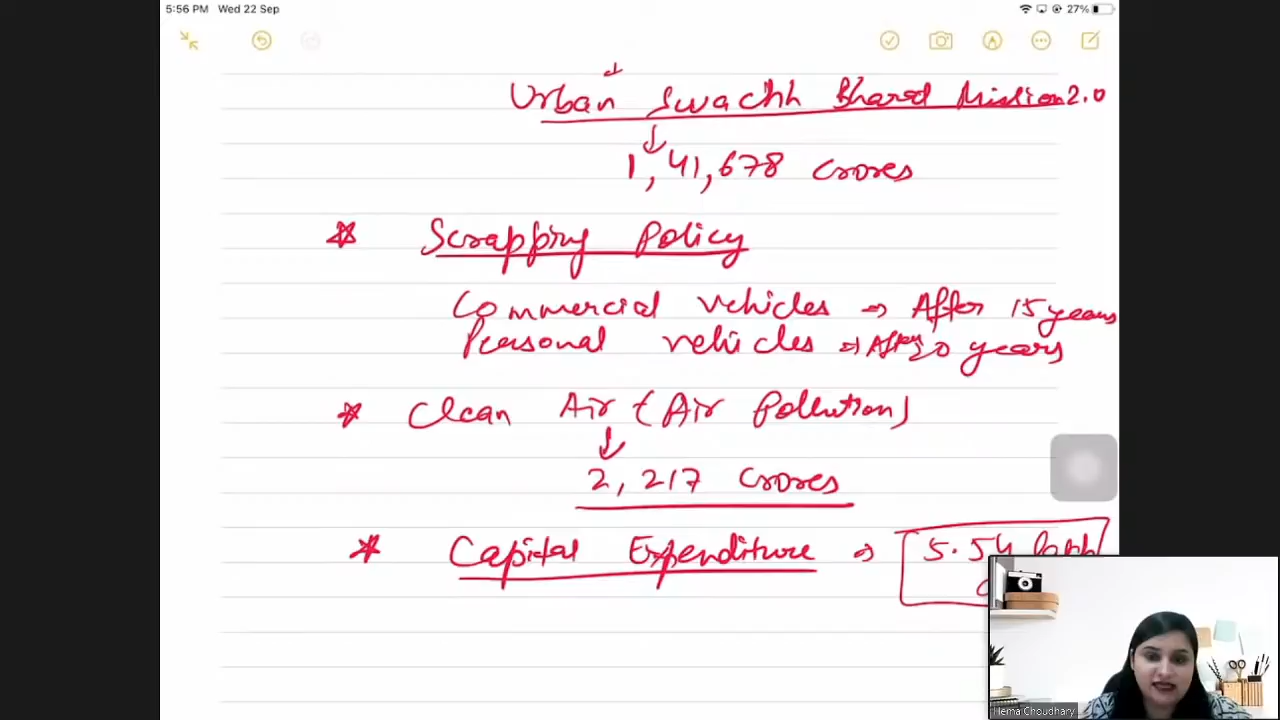 5:56 PM Wed 22 Sep 27%
Urban Swachh Bharat Mission 2.0
1,41,678 crores
Scrapping Policy
Commercial vehicles → After 15 years
Personal vehicles → After 20 years
Clean Air (Air Pollution)
2,217 crores
Capital Expenditure → 5.54 lakh
Hema Choudhary